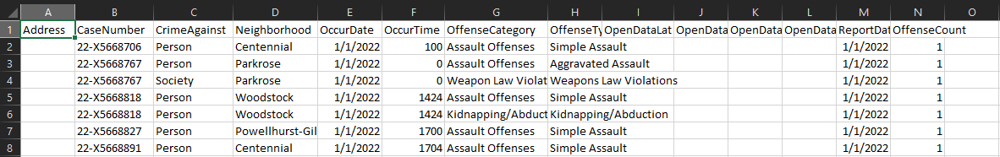 A B C D E F G H I J K L M N O
1 Address CaseNumber CrimeAgainst Neighborhood OccurDate OccurTime OffenseCategory OffenseTy OpenDataLat OpenData OpenData OpenData ReportDat OffenseCount
2 22-X5668706 Person Centennial 1/1/2022 100 Assault Offenses Simple Assault 1/1/2022 1
3 22-X5668767 Person Parkrose 1/1/2022 0 Assault Offenses Aggravated Assault 1/1/2022 1
4 22-X5668767 Society Parkrose 1/1/2022 0 Weapon Law Violat Weapons Law Violations 1/1/2022 1
5 22-X5668818 Person Woodstock 1/1/2022 1424 Assault Offenses Simple Assault 1/1/2022 1
6 22-X5668818 Person Woodstock 1/1/2022 1424 Kidnapping/Abduct Kidnapping/Abduction 1/1/2022 1
7 22-X5668827 Person Powellhurst-Gil 1/1/2022 1700 Assault Offenses Simple Assault 1/1/2022 1
8 22-X5668891 Person Centennial 1/1/2022 1704 Assault Offenses Simple Assault 1/1/2022 1